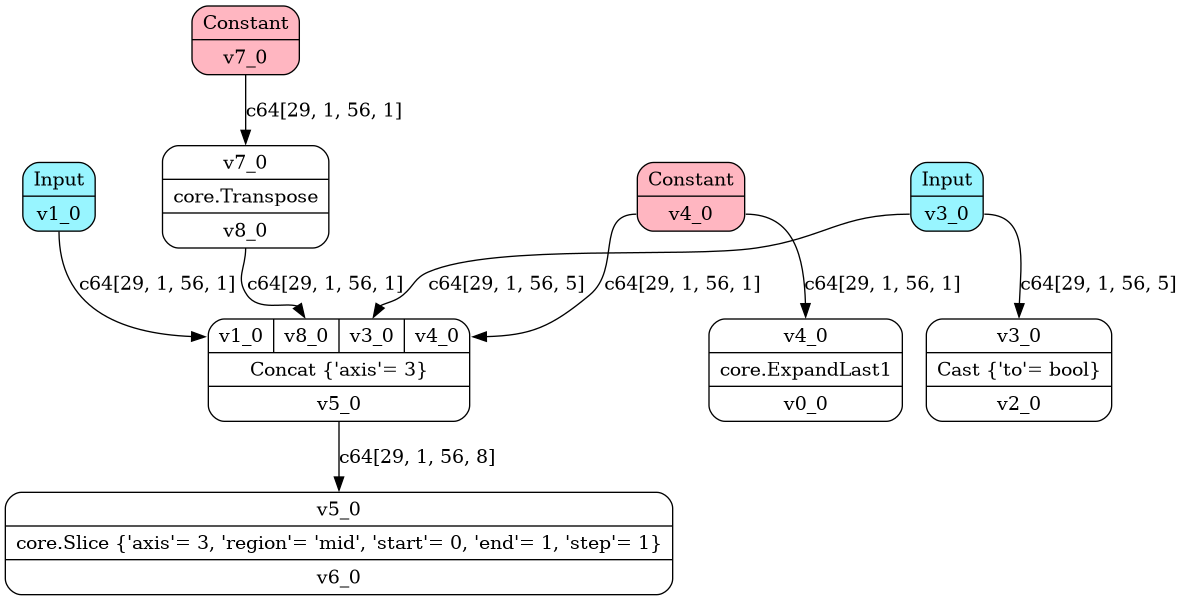 Constant
v7_0
c64[29, 1, 56, 1]
v7_0
core.Transpose
v8_0
Input
v1_0
Constant
v4_0
Input
v3_0
c64[29, 1, 56, 1]
c64[29, 1, 56, 1]
c64[29, 1, 56, 5]
c64[29, 1, 56, 1]
c64[29, 1, 56, 1]
c64[29, 1, 56, 5]
v1_0 v8_0 v3_0 v4_0
Concat {'axis'= 3}
v5_0
v4_0
core.ExpandLast1
v0_0
v3_0
Cast {'to'= bool}
v2_0
c64[29, 1, 56, 8]
v5_0
core.Slice {'axis'= 3, 'region'= 'mid', 'start'= 0, 'end'= 1, 'step'= 1}
v6_0